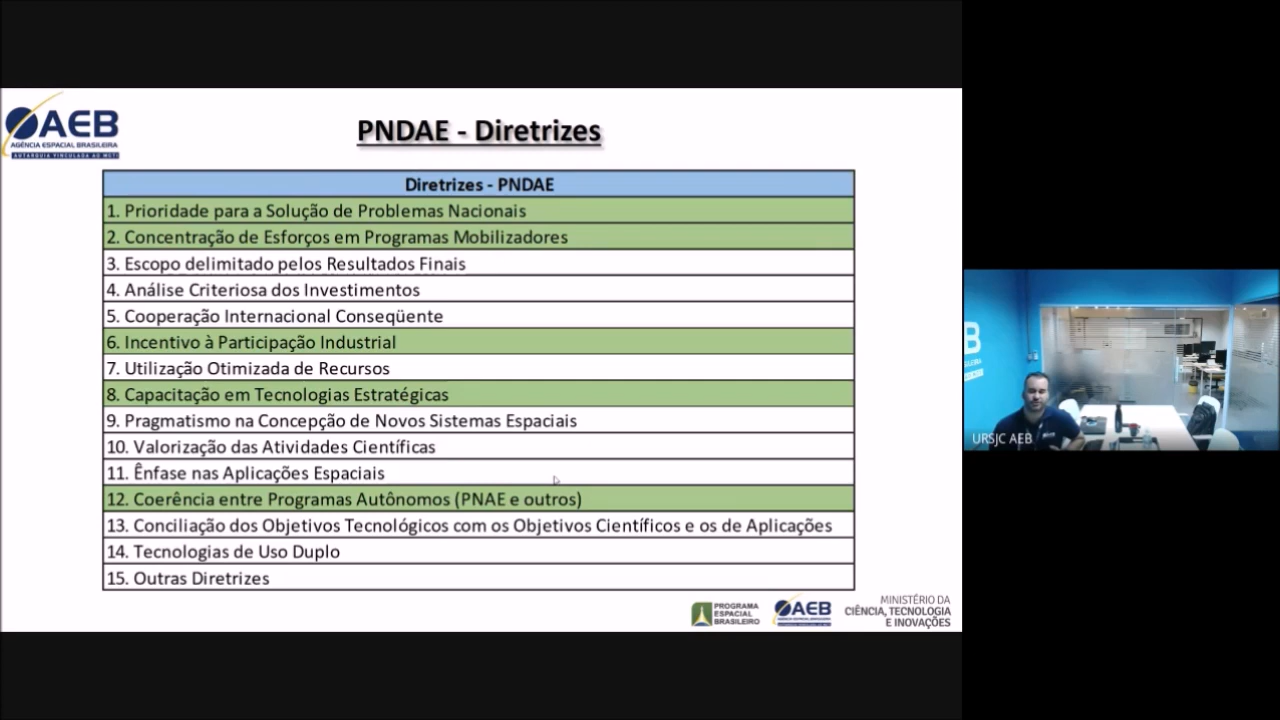 AEB
AGÊNCIA ESPACIAL BRASILEIRA
AUTARQUIA VINCULADA AO MCTI
PNDAE - Diretrizes
Diretrizes - PNDAE
1. Prioridade para a Solução de Problemas Nacionais
2. Concentração de Esforços em Programas Mobilizadores
3. Escopo delimitado pelos Resultados Finais
4. Análise Criteriosa dos Investimentos
5. Cooperação Internacional Conseqüente
6. Incentivo à Participação Industrial
7. Utilização Otimizada de Recursos
8. Capacitação em Tecnologias Estratégicas
9. Pragmatismo na Concepção de Novos Sistemas Espaciais
10. Valorização das Atividades Científicas
11. Ênfase nas Aplicações Espaciais
12. Coerência entre Programas Autônomos (PNAE e outros)
13. Conciliação dos Objetivos Tecnológicos com os Objetivos Científicos e os de Aplicações
14. Tecnologias de Uso Duplo
15. Outras Diretrizes
PROGRAMA
ESPACIAL
BRASILEIRO
AEB
MINISTÉRIO DA
CIÊNCIA, TECNOLOGIA
E INOVAÇÕES
B
URSJC AEB